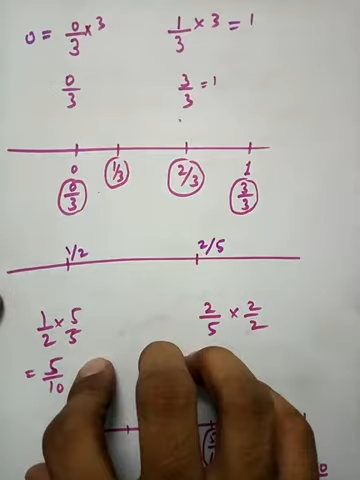 0 = 0/3 × 3    1/3 × 3 = 1
0/3    3/3 = 1
0    1/3    2/3    1
0/3    3/3
1/2    2/5
1/2 × 5/5    2/5 × 2/2
= 5/10